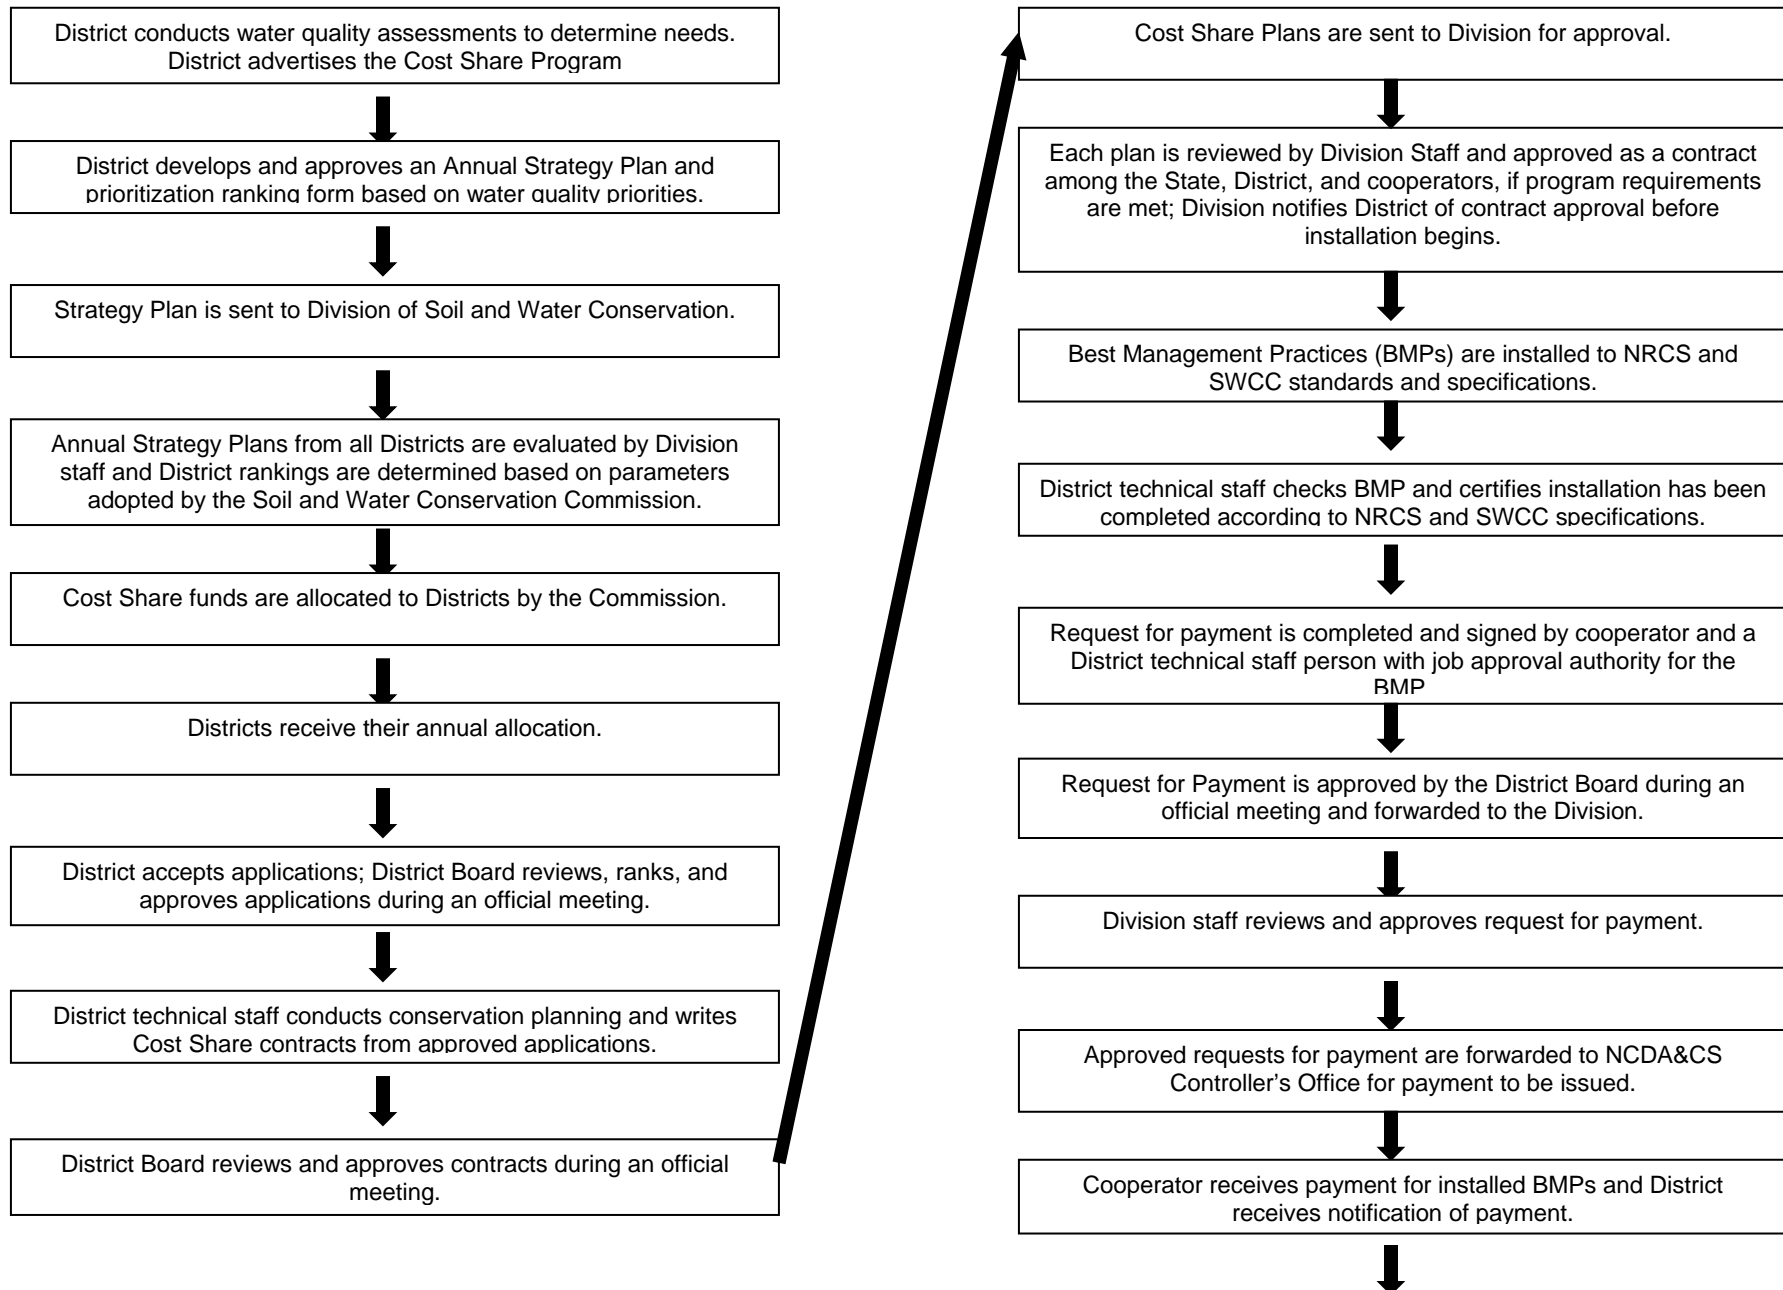 District conducts water quality assessments to determine needs.
District advertises the Cost Share Program
District develops and approves an Annual Strategy Plan and
prioritization ranking form based on water quality priorities.
Strategy Plan is sent to Division of Soil and Water Conservation.
Annual Strategy Plans from all Districts are evaluated by Division
staff and District rankings are determined based on parameters
adopted by the Soil and Water Conservation Commission.
Cost Share funds are allocated to Districts by the Commission.
Districts receive their annual allocation.
District accepts applications; District Board reviews, ranks, and
approves applications during an official meeting.
District technical staff conducts conservation planning and writes
Cost Share contracts from approved applications.
District Board reviews and approves contracts during an official
meeting.
Cost Share Plans are sent to Division for approval.
Each plan is reviewed by Division Staff and approved as a contract
among the State, District, and cooperators, if program requirements
are met; Division notifies District of contract approval before
installation begins.
Best Management Practices (BMPs) are installed to NRCS and
SWCC standards and specifications.
District technical staff checks BMP and certifies installation has been
completed according to NRCS and SWCC specifications.
Request for payment is completed and signed by cooperator and a
District technical staff person with job approval authority for the
BMP
Request for Payment is approved by the District Board during an
official meeting and forwarded to the Division.
Division staff reviews and approves request for payment.
Approved requests for payment are forwarded to NCDA&CS
Controller’s Office for payment to be issued.
Cooperator receives payment for installed BMPs and District
receives notification of payment.